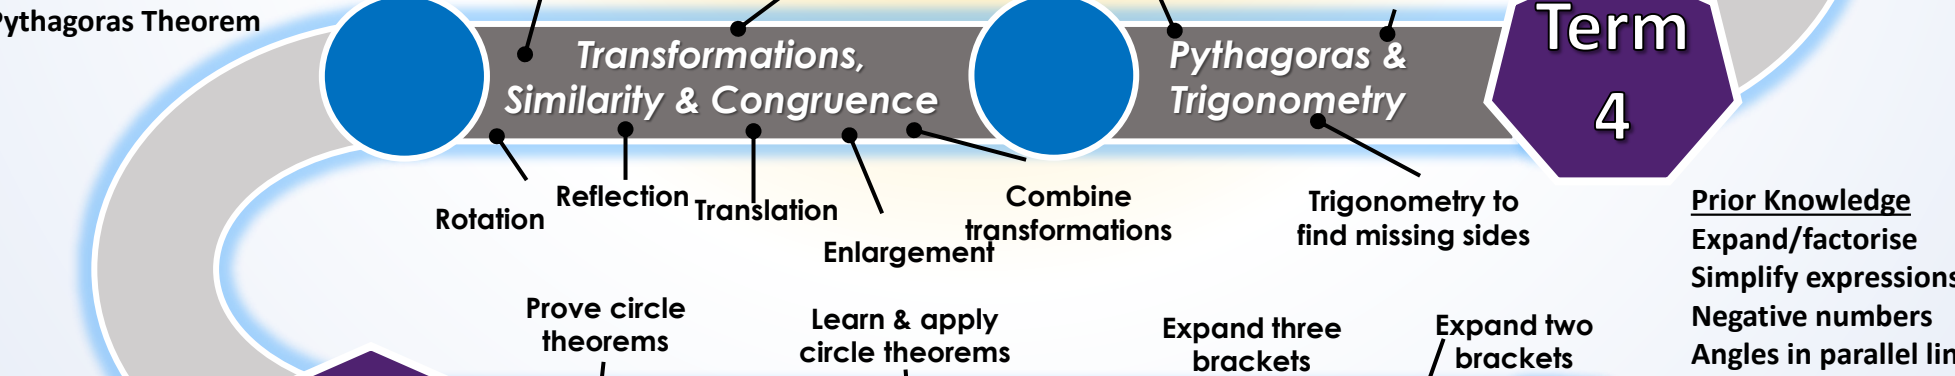 Pythagoras Theorem
Transformations,
Similarity & Congruence
Pythagoras &
Trigonometry
Term
4
Rotation
Reflection
Translation
Enlargement
Combine
transformations
Trigonometry to
find missing sides
Prior Knowledge
Expand/factorise
Simplify expressions
Negative numbers
Angles in parallel lin
Prove circle
theorems
Learn & apply
circle theorems
Expand three
brackets
Expand two
brackets